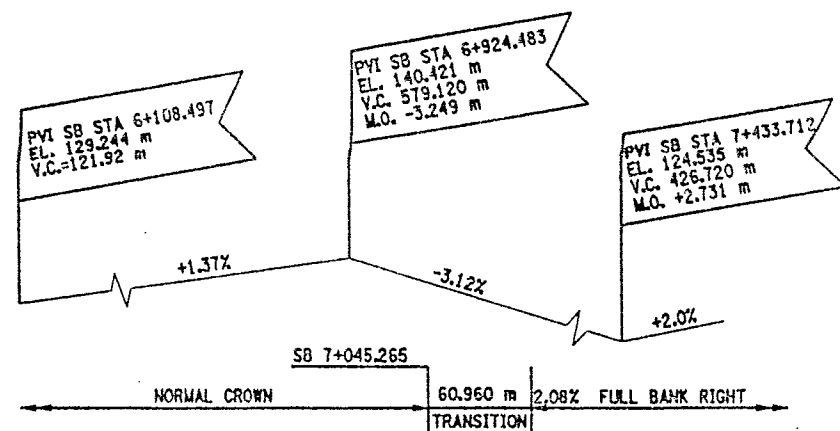 PVI SB STA 6+108.497
EL. 129.244 m
V.C.=121.92 m
PVI SB STA 6+924.483
EL. 140.421 m
V.C. 579.120 m
M.O. -3.249 m
PVI SB STA 7+433.712
EL. 124.535 m
V.C. 426.720 m
M.O. +2.731 m
+1.37%
-3.12%
+2.0%
SB 7+045.265
NORMAL CROWN
60.960 m
TRANSITION
2.08% FULL BANK RIGHT